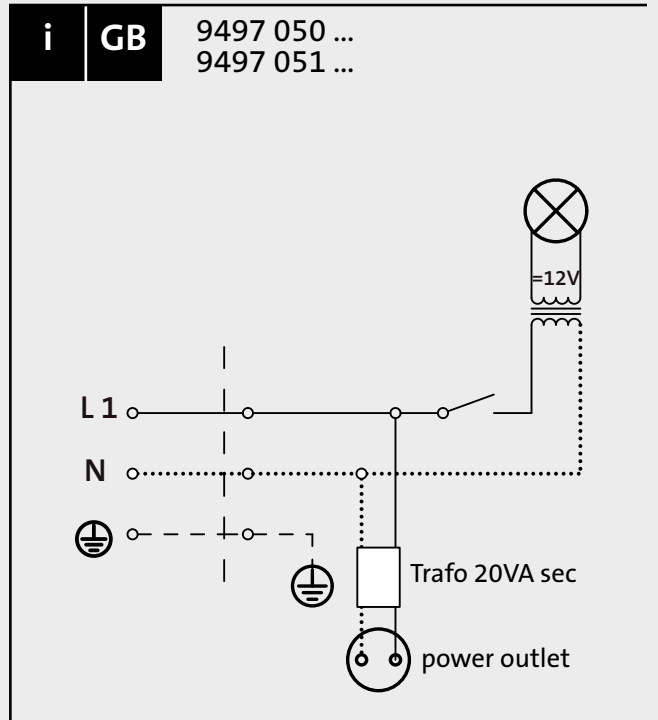 i GB 9497 050 ...
9497 051 ...
=12V
L 1
N
Trafo 20VA sec
power outlet